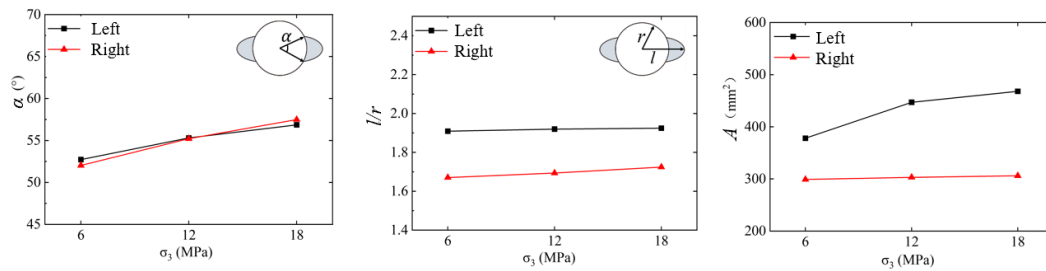 70
65
60
55
50
45
α (°)
Left
Right
α
6
12
18
σ3 (MPa)
2.4
2.2
2.0
1.8
1.6
1.4
l/r
Left
Right
r
l
6
12
18
σ3 (MPa)
600
500
400
300
200
A (mm2)
Left
Right
6
12
18
σ3 (MPa)